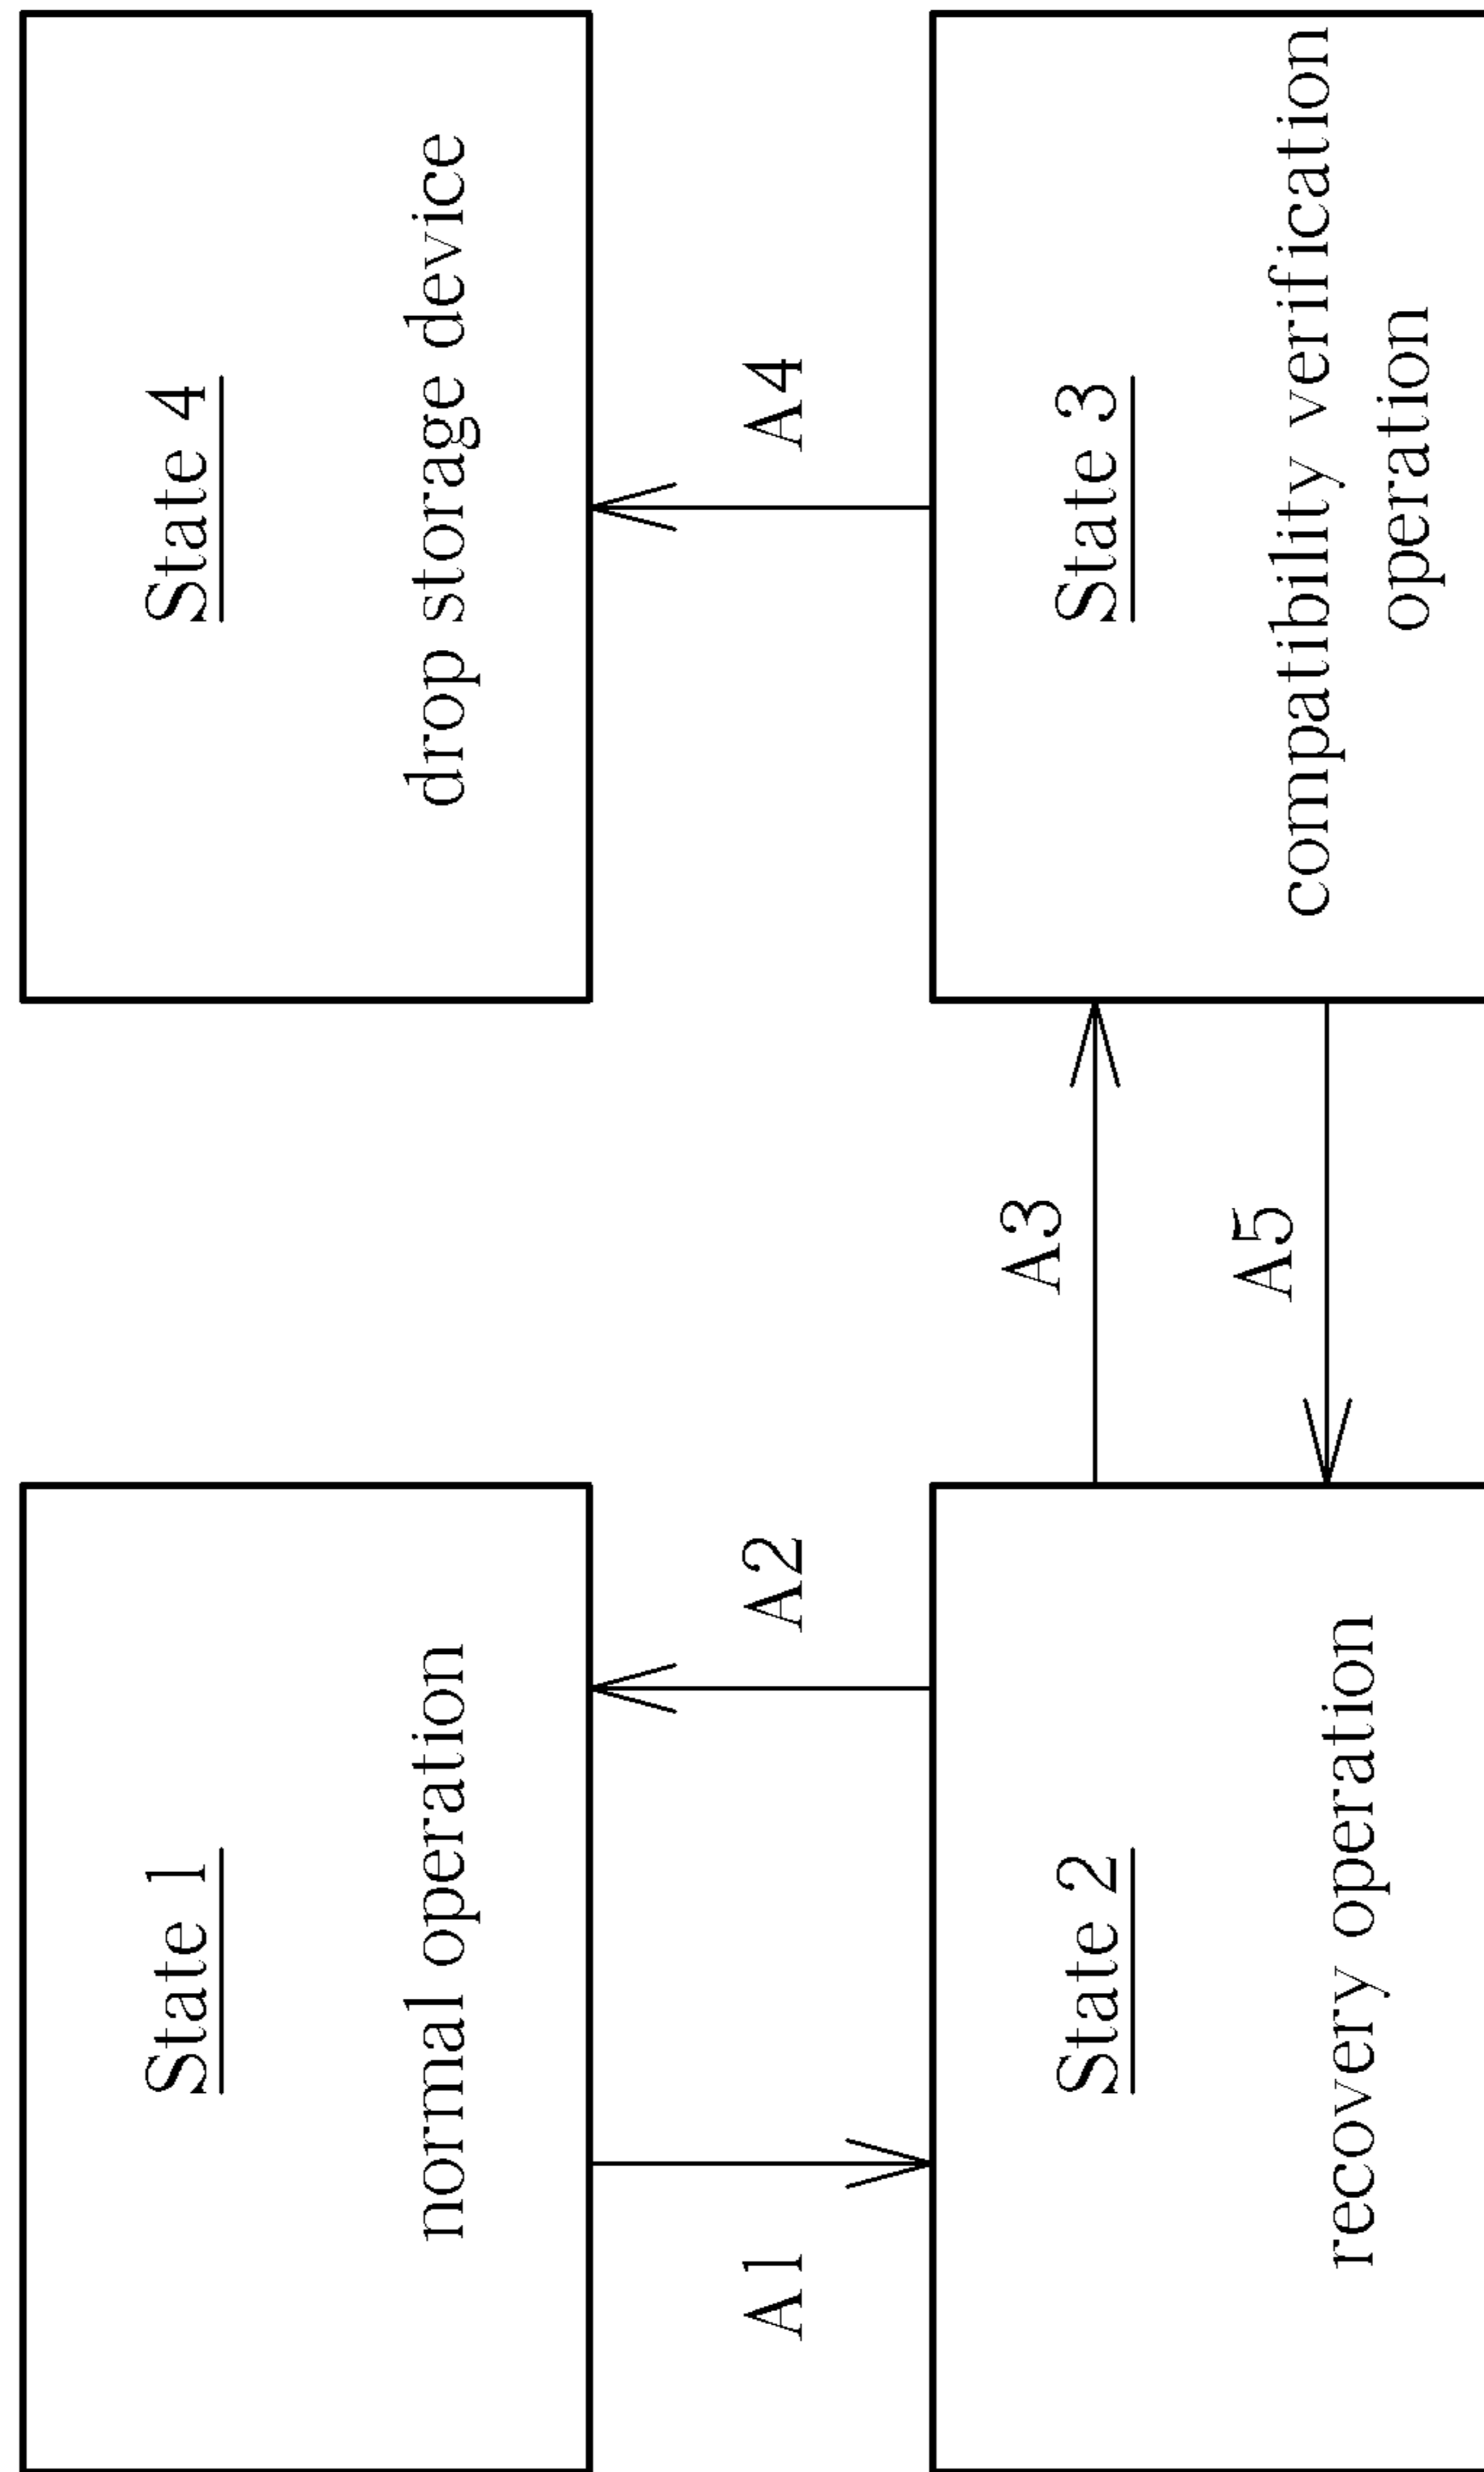 State 1
normal operation
State 4
drop storage device
A1
A2
A4
State 2
recovery operation
A3
A5
State 3
compatibility verification
operation